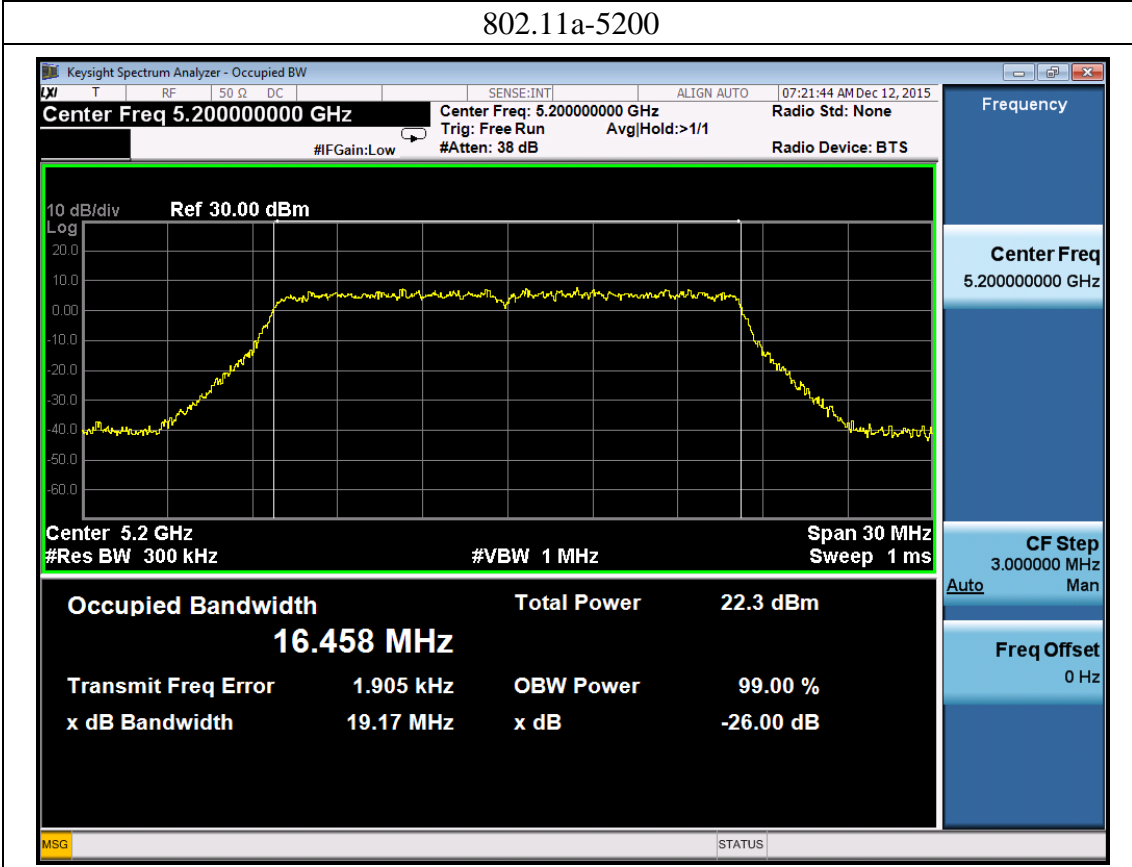 802.11a-5200
Keysight Spectrum Analyzer - Occupied BW
LXI T RF 50 Ω DC SENSE:INT ALIGN AUTO 07:21:44 AM Dec 12, 2015
Center Freq 5.200000000 GHz
#IFGain:Low
Center Freq: 5.200000000 GHz
Trig: Free Run Avg|Hold:>1/1
#Atten: 38 dB
Radio Std: None
Radio Device: BTS
10 dB/div Ref 30.00 dBm
Log
20.0
10.0
0.00
-10.0
-20.0
-30.0
-40.0
-50.0
-60.0
Center 5.2 GHz Span 30 MHz
#Res BW 300 kHz #VBW 1 MHz Sweep 1 ms
Occupied Bandwidth Total Power 22.3 dBm
16.458 MHz
Transmit Freq Error 1.905 kHz OBW Power 99.00 %
x dB Bandwidth 19.17 MHz x dB -26.00 dB
Frequency
Center Freq
5.200000000 GHz
CF Step
3.000000 MHz
Auto Man
Freq Offset
0 Hz
MSG STATUS